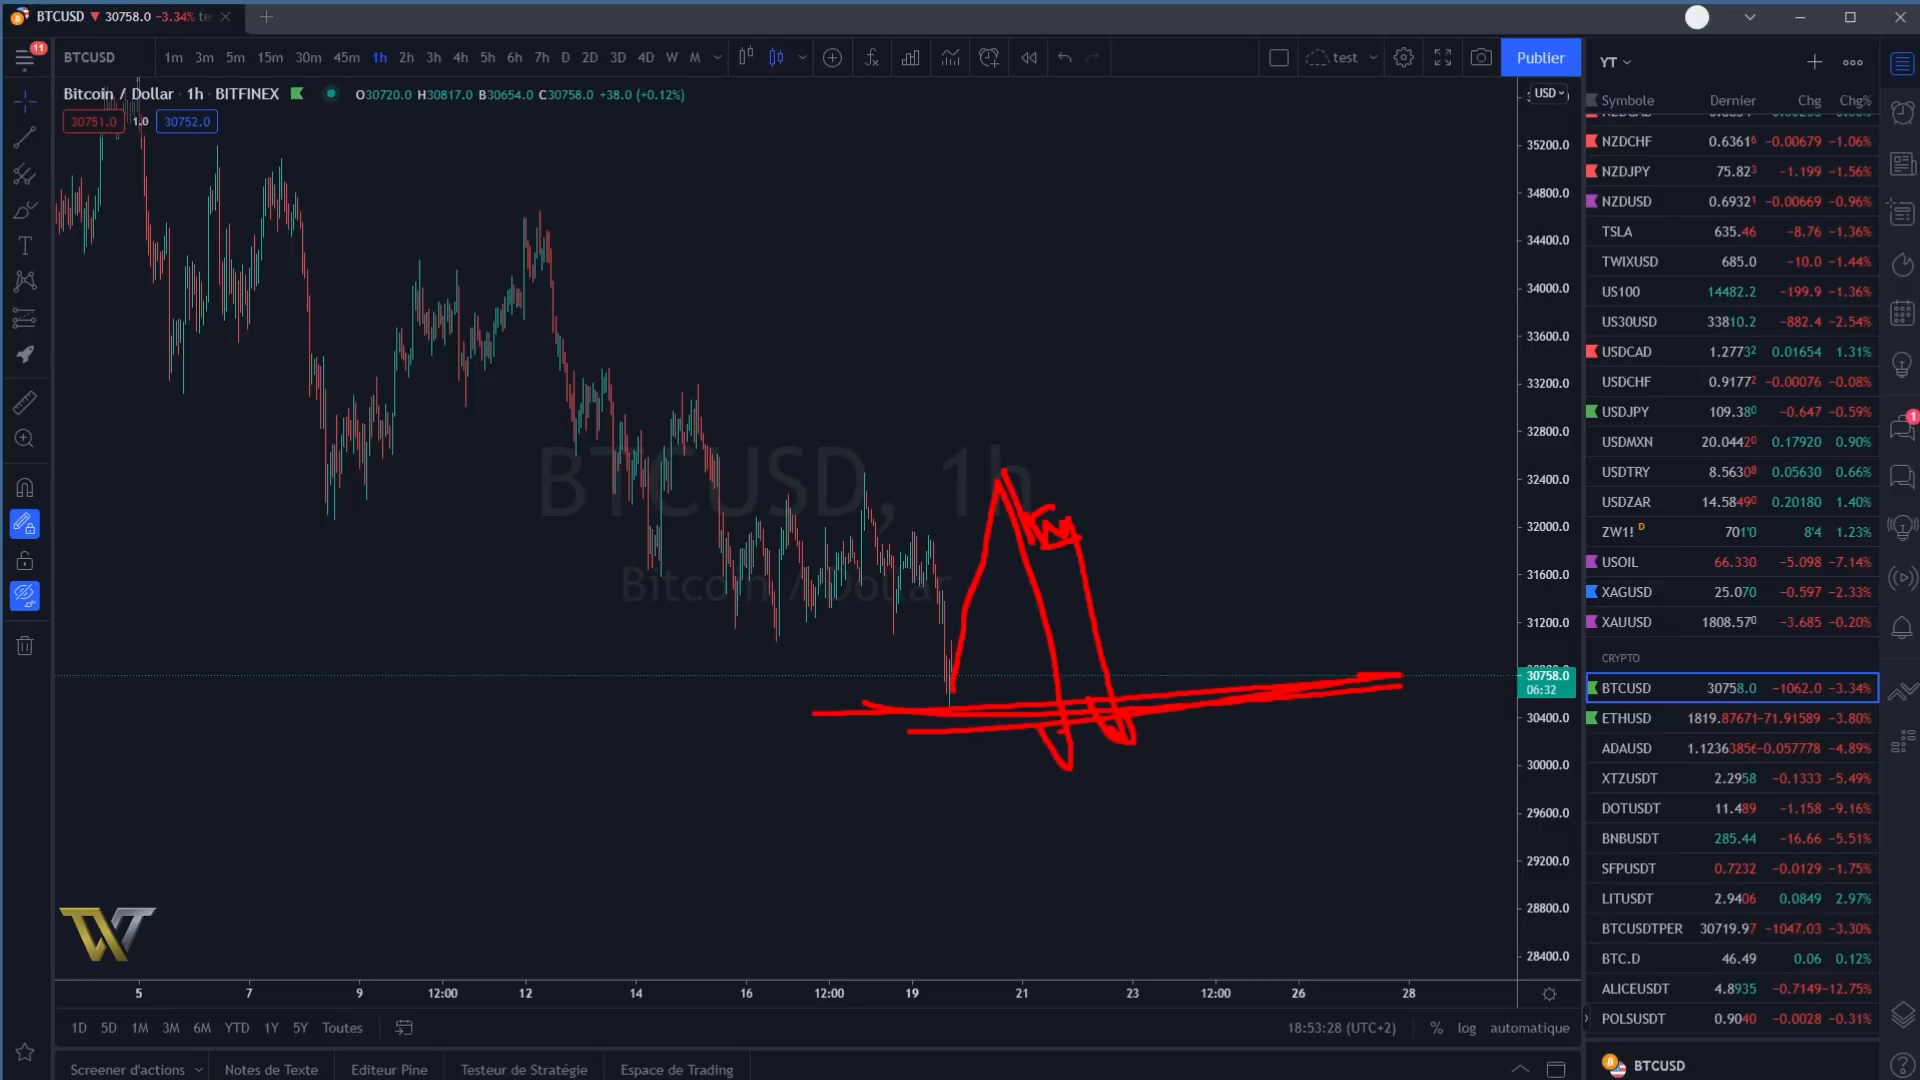 BTCUSD ▼ 30758.0 −3.34% te
11
BTCUSD 1m 3m 5m 15m 30m 45m 1h 2h 3h 4h 5h 6h 7h D 2D 3D 4D W M test Publier
Bitcoin / Dollar · 1h · BITFINEX O30720.0 H30817.0 B30654.0 C30758.0 +38.0 (+0.12%)
30751.0 1.0 30752.0
USD
35200.0
34800.0
34400.0
34000.0
33600.0
33200.0
32800.0
32400.0
32000.0
31600.0
31200.0
30758.0
06:32
30400.0
30000.0
29600.0
29200.0
28800.0
28400.0
BTCUSD, 1h
Bitcoin / Dollar
TW
5 7 9 12:00 12 14 16 12:00 19 21 23 12:00 26 28
1D 5D 1M 3M 6M YTD 1Y 5Y Toutes 18:53:28 (UTC+2) % log automatique
Screener d'actions Notes de Texte Editeur Pine Testeur de Stratégie Espace de Trading
YT
Symbole Dernier Chg Chg%
NZDCHF 0.63616 −0.00679 −1.06%
NZDJPY 75.823 −1.199 −1.56%
NZDUSD 0.69321 −0.00669 −0.96%
TSLA 635.46 −8.76 −1.36%
TWIXUSD 685.0 −10.0 −1.44%
US100 14482.2 −199.9 −1.36%
US30USD 33810.2 −882.4 −2.54%
USDCAD 1.27732 0.01654 1.31%
USDCHF 0.91772 −0.00076 −0.08%
USDJPY 109.380 −0.647 −0.59%
USDMXN 20.04420 0.17920 0.90%
USDTRY 8.56308 0.05630 0.66%
USDZAR 14.58490 0.20180 1.40%
ZW1! D 701'0 8'4 1.23%
USOIL 66.330 −5.098 −7.14%
XAGUSD 25.070 −0.597 −2.33%
XAUUSD 1808.570 −3.685 −0.20%
CRYPTO
BTCUSD 30758.0 −1062.0 −3.34%
ETHUSD 1819.87671 −71.91589 −3.80%
ADAUSD 1.12363856 −0.057778 −4.89%
XTZUSDT 2.2958 −0.1333 −5.49%
DOTUSDT 11.489 −1.158 −9.16%
BNBUSDT 285.44 −16.66 −5.51%
SFPUSDT 0.7232 −0.0129 −1.75%
LITUSDT 2.9406 0.0849 2.97%
BTCUSDTPER 30719.97 −1047.03 −3.30%
BTC.D 46.49 0.06 0.12%
ALICEUSDT 4.8935 −0.7149 −12.75%
POLSUSDT 0.9040 −0.0028 −0.31%
BTCUSD
1